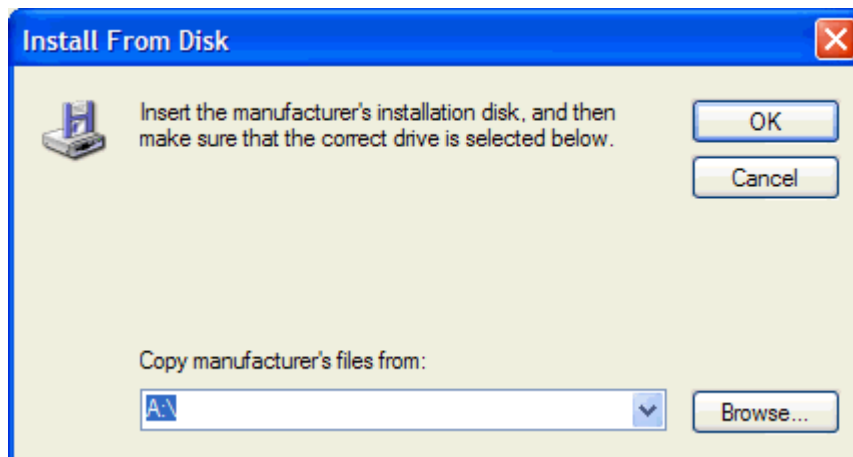 Install From Disk
Insert the manufacturer's installation disk, and then
make sure that the correct drive is selected below.
OK
Cancel
Copy manufacturer's files from:
A:\
Browse...